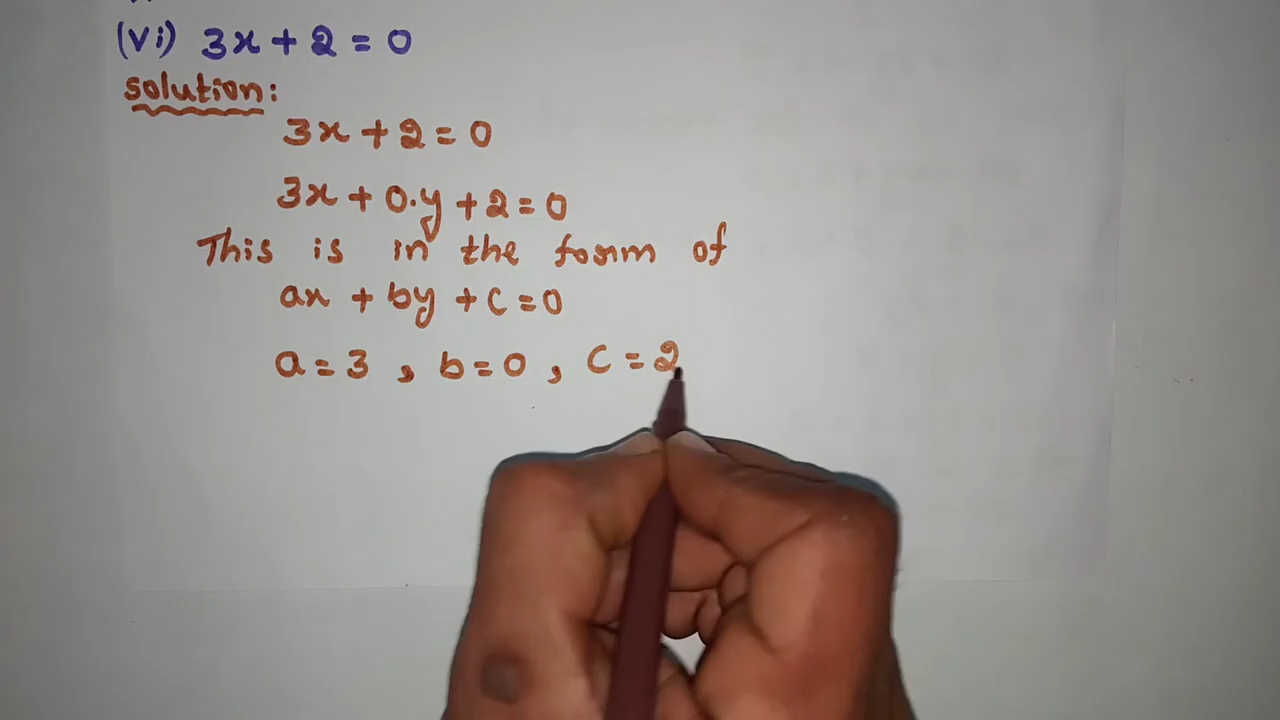 (vi) 3x + 2 = 0
solution:
3x + 2 = 0
3x + 0.y + 2 = 0
This is in the form of
ax + by + c = 0
a = 3 , b = 0 , c = 2